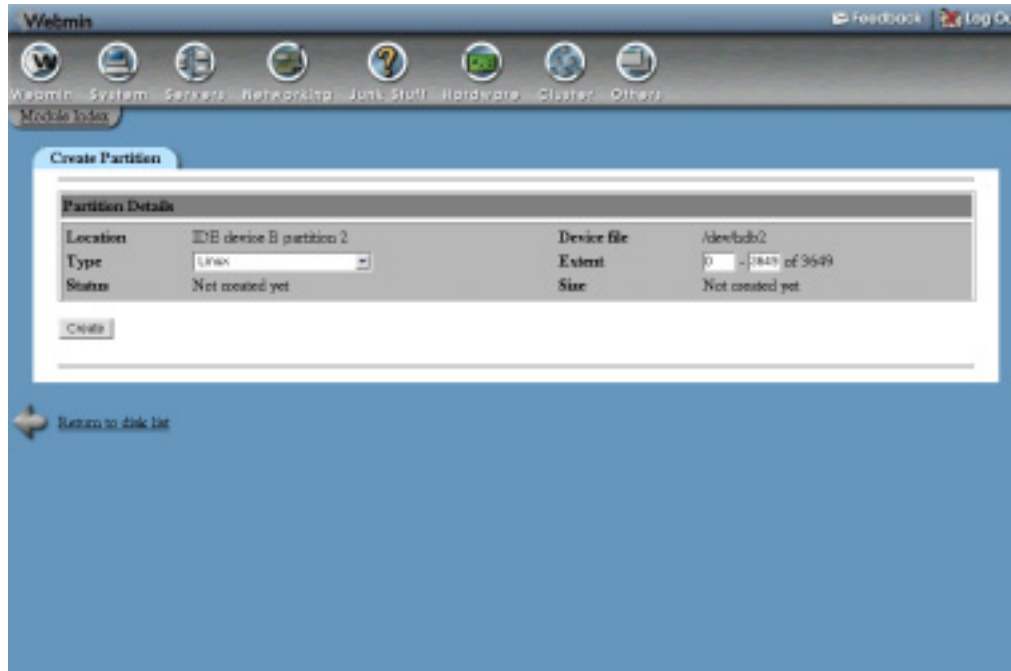 Webmin
Feedback Log Ou
Webmin System Servers Networking Junk Stuff Hardware Cluster Others
Module Index
Create Partition
Partition Details
Location IDE device B partition 2 Device file /dev/hdb2
Type Linux Extent 0 - 3649 of 3649
Status Not created yet Size Not created yet
Create
Return to disk list